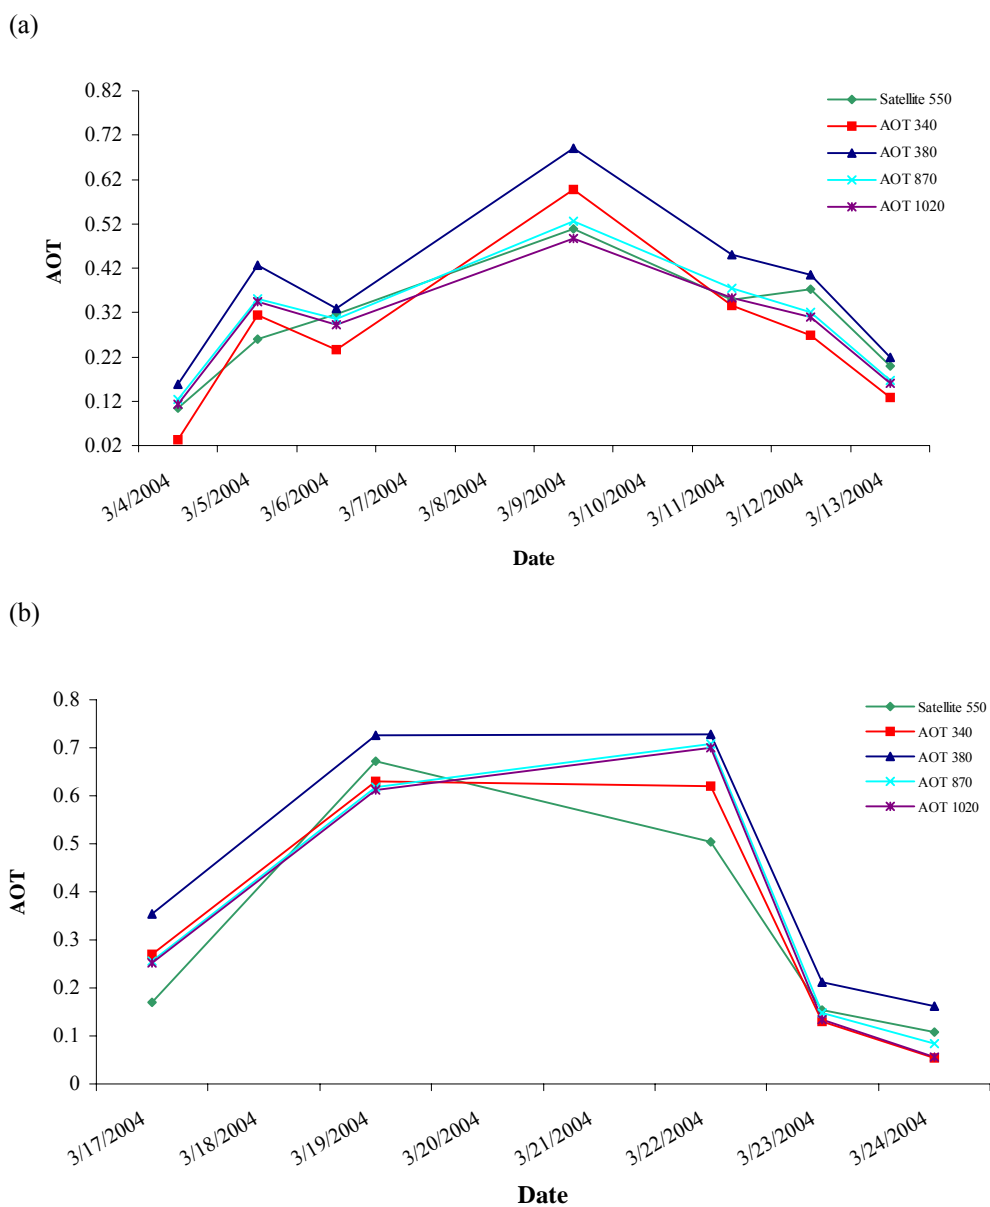 (a)
0.82
0.72
0.62
0.52
0.42
0.32
0.22
0.12
0.02
AOT
Satellite 550
AOT 340
AOT 380
AOT 870
AOT 1020
3/4/2004
3/5/2004
3/6/2004
3/7/2004
3/8/2004
3/9/2004
3/10/2004
3/11/2004
3/12/2004
3/13/2004
Date
(b)
0.8
0.7
0.6
0.5
0.4
0.3
0.2
0.1
0
AOT
Satellite 550
AOT 340
AOT 380
AOT 870
AOT 1020
3/17/2004
3/18/2004
3/19/2004
3/20/2004
3/21/2004
3/22/2004
3/23/2004
3/24/2004
Date